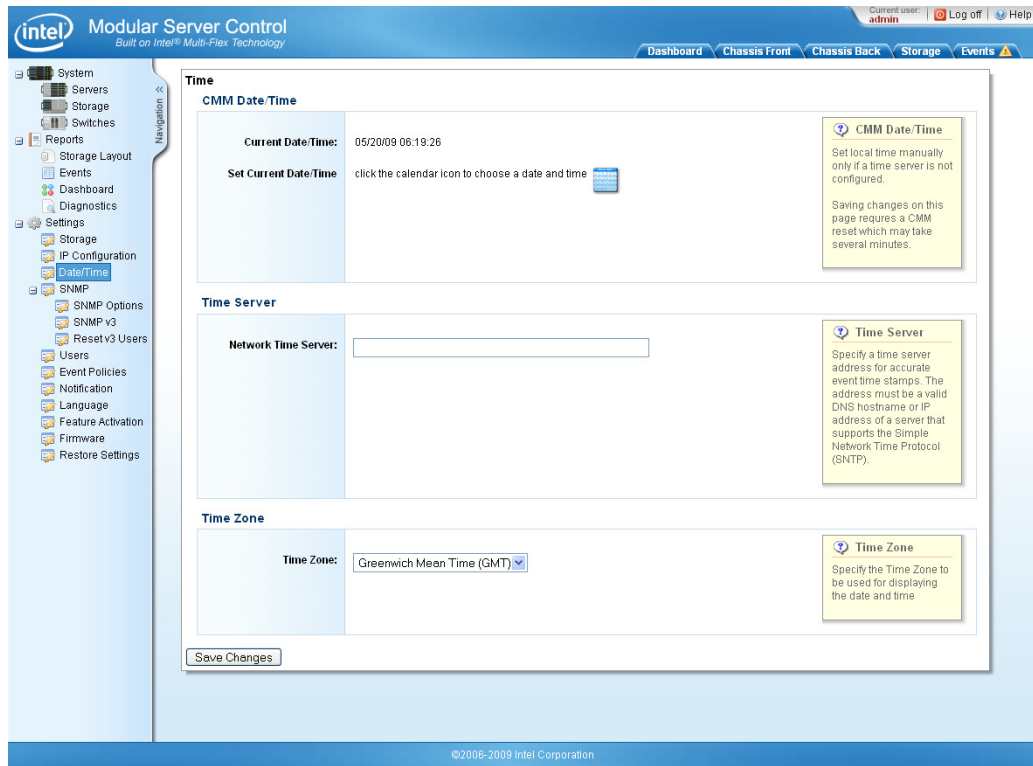 intel
Modular Server Control
Built on Intel® Multi-Flex Technology
Current user:
admin
Log off
Help
Dashboard
Chassis Front
Chassis Back
Storage
Events
System
Servers
Storage
Switches
Reports
Storage Layout
Events
Dashboard
Diagnostics
Settings
Storage
IP Configuration
Date/Time
SNMP
SNMP Options
SNMP v3
Reset v3 Users
Users
Event Policies
Notification
Language
Feature Activation
Firmware
Restore Settings
«
Navigation
Time
CMM Date/Time
Current Date/Time: 05/20/09 06:19:26
Set Current Date/Time click the calendar icon to choose a date and time
CMM Date/Time
Set local time manually
only if a time server is not
configured.
Saving changes on this
page requres a CMM
reset which may take
several minutes.
Time Server
Network Time Server:
Time Server
Specify a time server
address for accurate
event time stamps. The
address must be a valid
DNS hostname or IP
address of a server that
supports the Simple
Network Time Protocol
(SNTP).
Time Zone
Time Zone: Greenwich Mean Time (GMT)
Time Zone
Specify the Time Zone to
be used for displaying
the date and time
Save Changes
©2006-2009 Intel Corporation